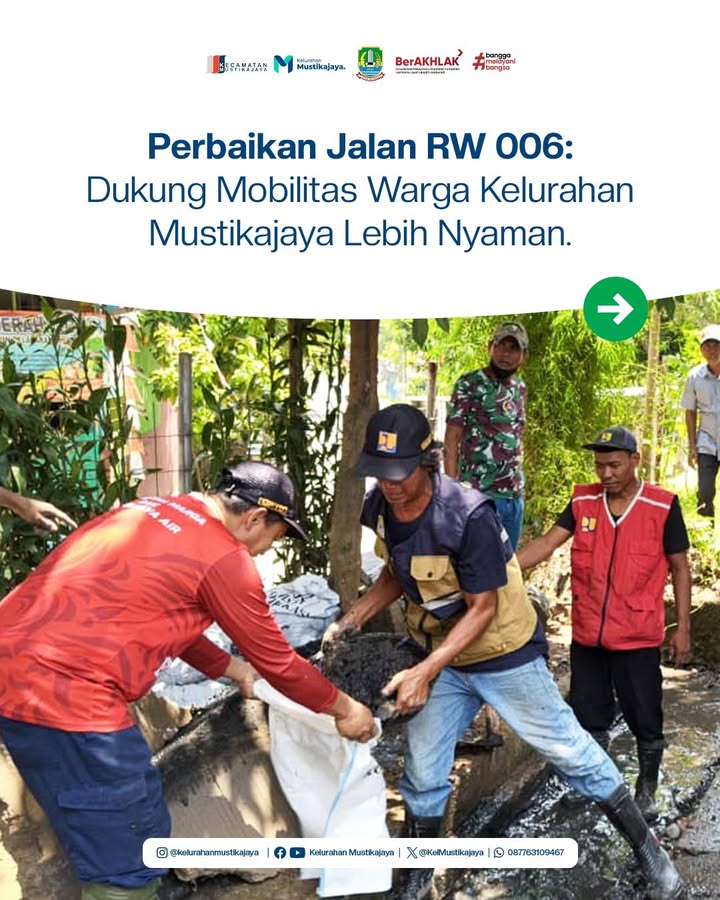 KECAMATAN
MUSTIKAJAYA
Kelurahan
Mustikajaya.
BerAKHLAK
#bangga
melayani
bangsa
Perbaikan Jalan RW 006:
Dukung Mobilitas Warga Kelurahan
Mustikajaya Lebih Nyaman.
@kelurahanmustikajaya | Kelurahan Mustikajaya | @KelMustikajaya | 087763109467